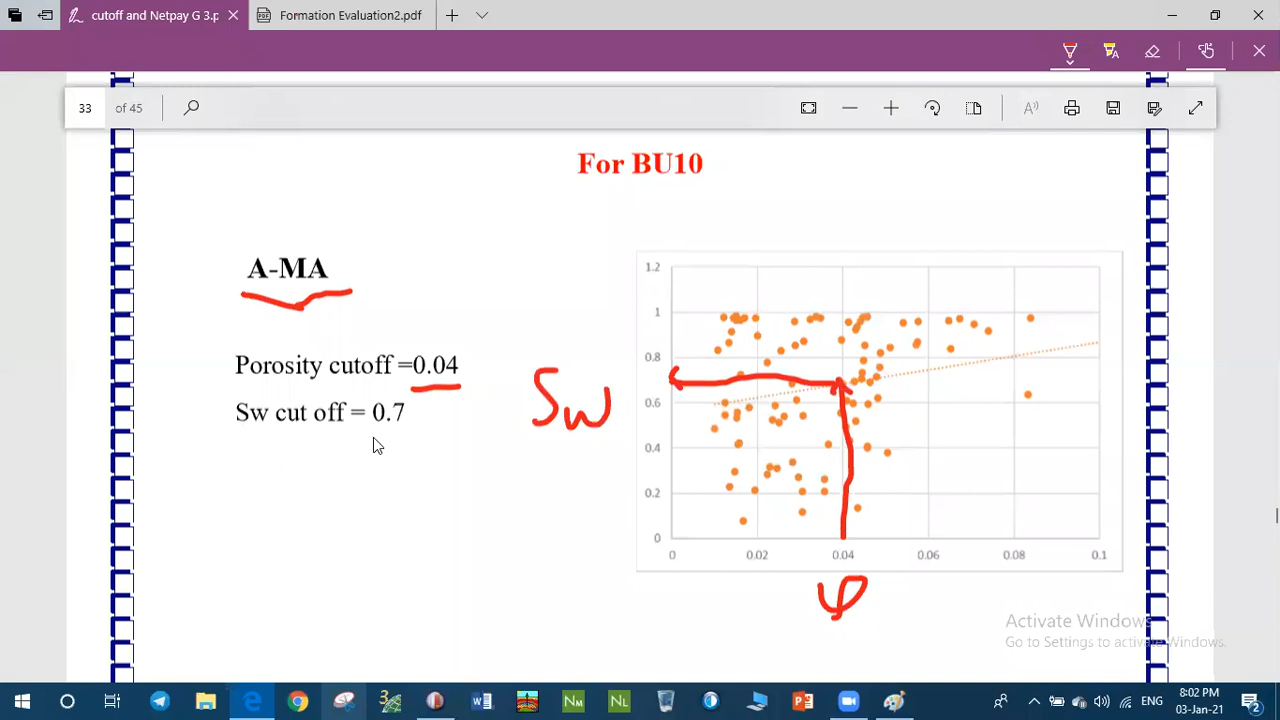 cutoff and Netpay G 3.p
Formation Evaluation2.pdf
33 of 45
For BU10
A-MA
Porosity cutoff =0.04
Sw cut off = 0.7
Sw
1.2
1
0.8
0.6
0.4
0.2
0
0 0.02 0.04 0.06 0.08 0.1
φ
Activate Windows
Go to Settings to activate Windows.
ENG
8:02 PM
03-Jan-21